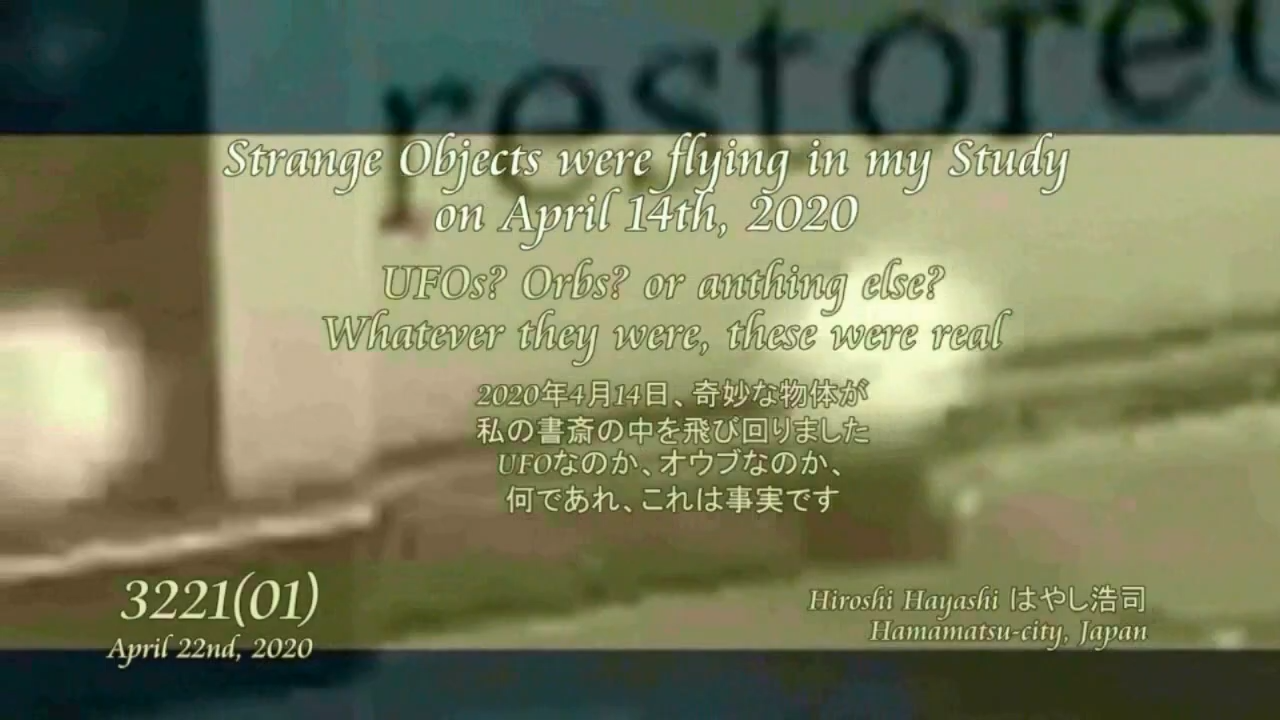 restored
Strange Objects were flying in my Study
on April 14th, 2020
UFOs? Orbs? or anthing else?
Whatever they were, these were real
2020年4月14日、奇妙な物体が
私の書斎の中を飛び回りました
UFOなのか、オウブなのか、
何であれ、これは事実です
3221(01)
April 22nd, 2020
Hiroshi Hayashi はやし浩司
Hamamatsu-city, Japan